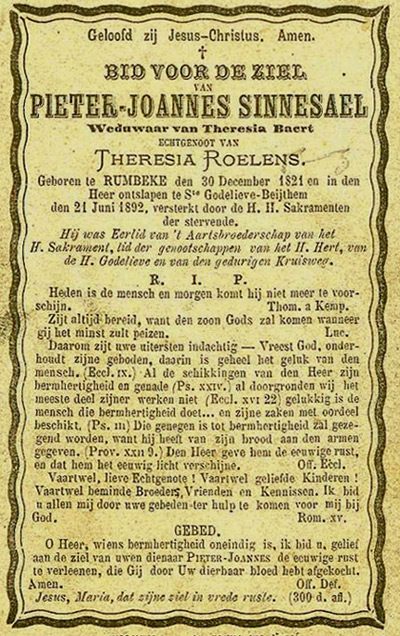 Geloofd zij Jesus-Christus. Amen.
✝
BID VOOR DE ZIEL
VAN
PIETER-JOANNES SINNESAEL
Weduwaar van Theresia Baert
ECHTGENOOT VAN
THERESIA ROELENS.
Geboren te RUMBEKE den 30 December 1821 en in den
Heer ontslapen te Ste Godelieve-Beijthem
den 21 Juni 1892, versterkt door de H. H. Sakramenten
der stervende.
Hij was Eertid van 't Aartsbroederschap van het
H. Sakrament, lid der genootschappen van het H. Hert, van
de H. Godelieve en van den gedurigen Kruisweg.
R. I. P.
Heden is de mensch en morgen komt hij niet meer te voor-
schijn. Thom. a Kemp.
Zijt altijd bereid, want den zoon Gods zal komen wanneer
gij het minst zult peizen. Luc.
Daarom zijt uwe uitersten indachtig — Vreest God, onder-
houdt zijne geboden, daarin is geheel het geluk van den
mensch. (Eccl. IX.) Al de schikkingen van den Heer zijn
bermhertigheid en genade (Ps. XXIV.) al doorgronden wij het
meeste deel zijner werken niet (Eccl. XVI 22) gelukkig is de
mensch die bermhertigheid doet... en zijne zaken met oordeel
beschikt, (Ps. III) Die genegen is tot bermhertigheid zal geze-
gend worden, want hij heeft van zijn brood aan den armen
gegeven. (Prov. XXII 9.) Den Heer geve hem de eeuwige rust,
en dat hem het eeuwig licht verschijne. Off. Eccl.
Vaartwel, lieve Echtgenote ! Vaartwel geliefde Kinderen !
Vaartwel beminde Broeders, Vrienden en Kennissen. Ik bid
u allen mij door uwe gebeden ter hulp te komen voor mij bij
God. Rom. XV.
GEBED.
O Heer, wiens bermhertigheid oneindig is, ik bid u, gelief
aan de ziel van uwen dienaar PIETER-JOANNES de eeuwige rust
te verleenen, die Gij door Uw dierbaar bloed hebt afgekocht.
Amen. Off. Def.
Jesus, Maria, dat zijne ziel in vrede ruste. (300 d. afl.)